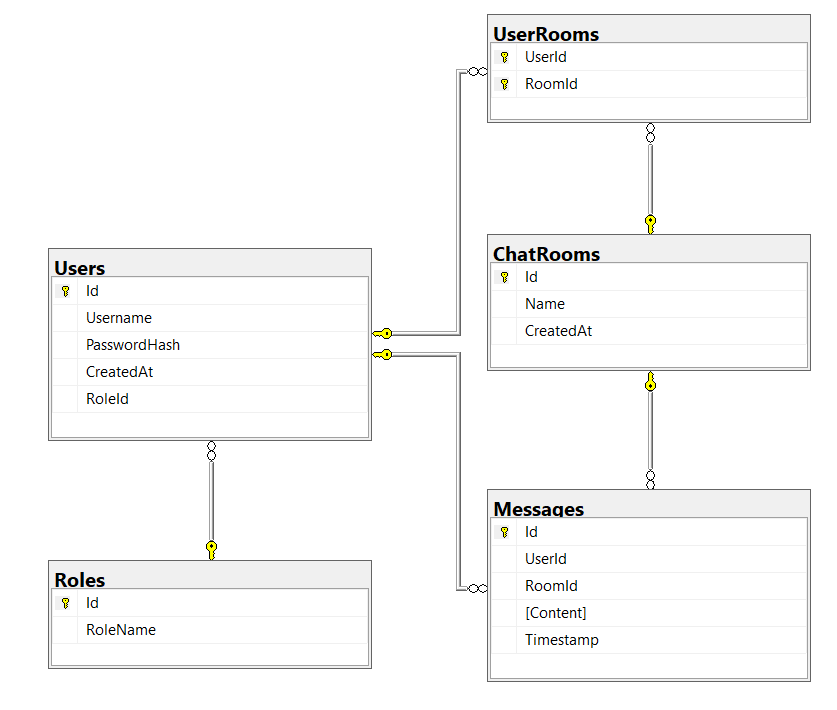 UserRooms
UserId
RoomId
Users
Id
Username
PasswordHash
CreatedAt
RoleId
ChatRooms
Id
Name
CreatedAt
Roles
Id
RoleName
Messages
Id
UserId
RoomId
[Content]
Timestamp